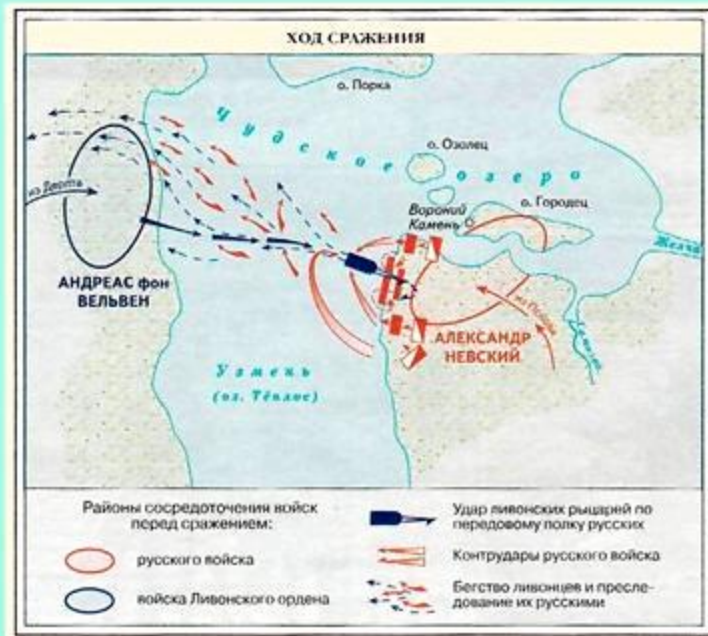 ХОД СРАЖЕНИЯ
о. Порка
Чудское озеро
о. Озолец
о. Городец
Вороний
Камень
Желча
из Дерпта
АНДРЕАС фон
ВЕЛЬВЕН
из Пскова
АЛЕКСАНДР
НЕВСКИЙ
Узмень
(оз. Тёплое)
Районы сосредоточения войск
перед сражением:
русского войска
войска Ливонского ордена
Удар ливонских рыцарей по
передовому полку русских
Контрудары русского войска
Бегство ливонцев и пресле-
дование их русскими